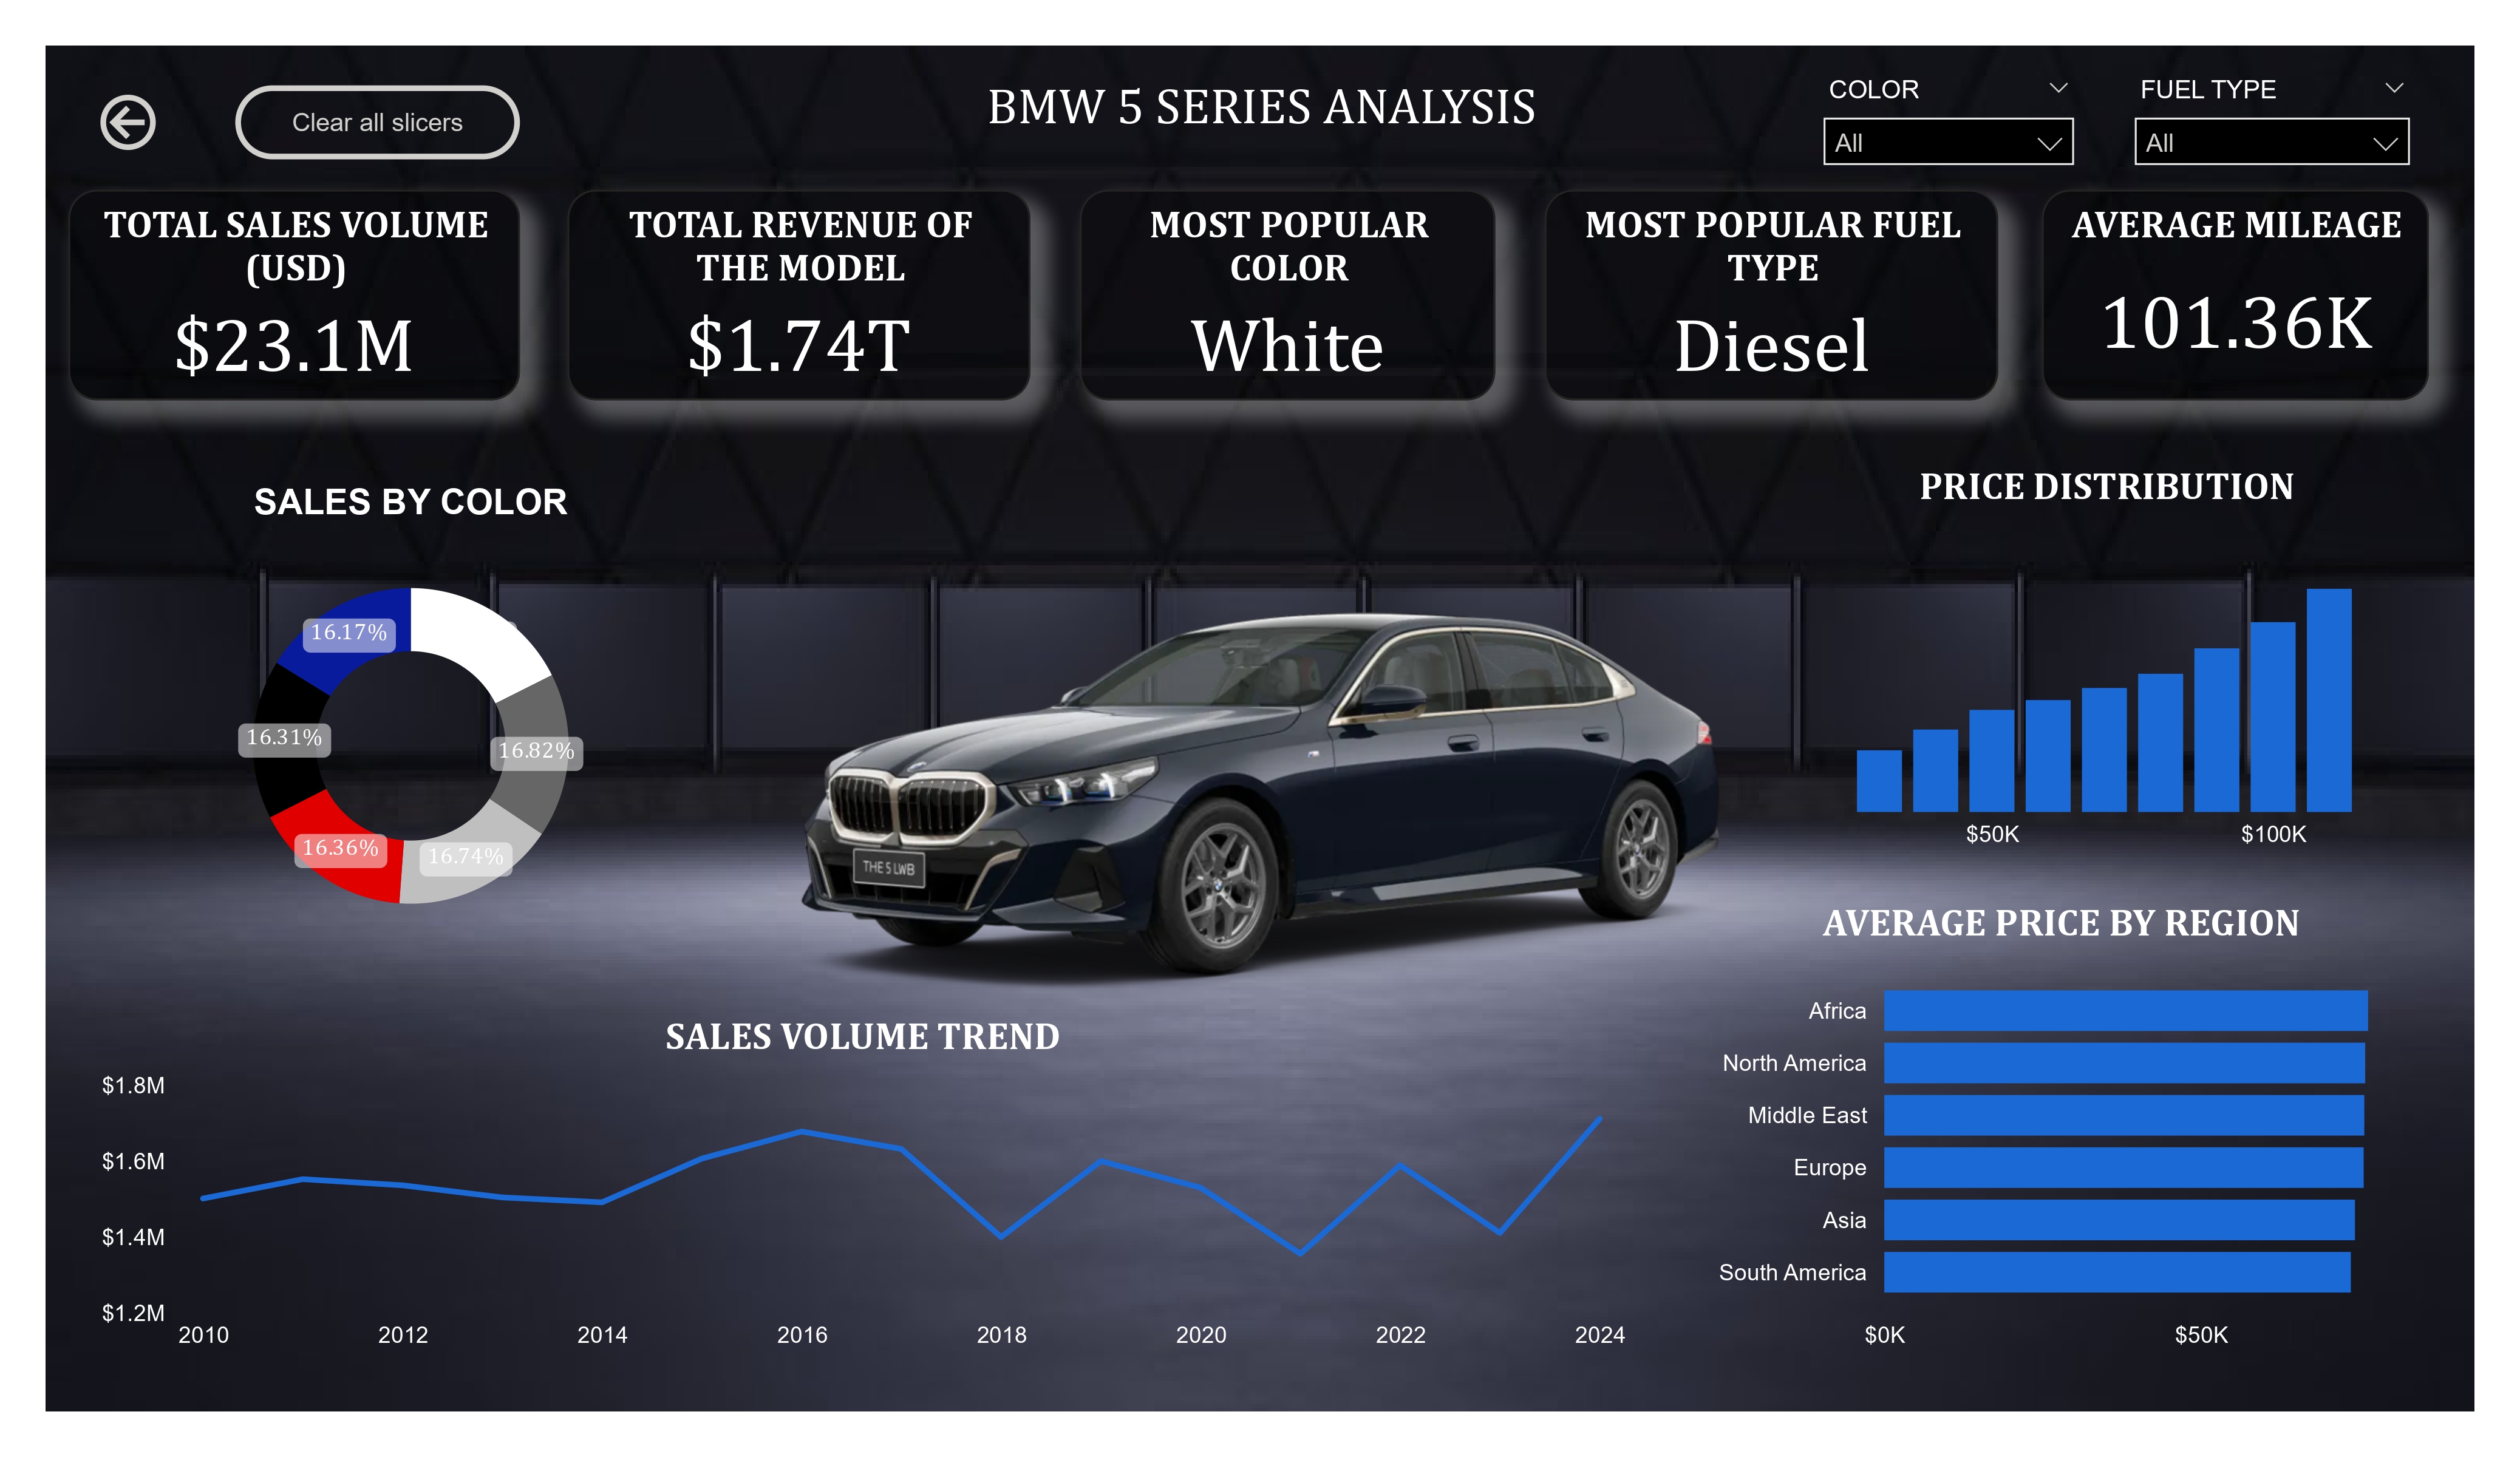 Clear all slicers
BMW 5 SERIES ANALYSIS
COLOR
FUEL TYPE
All
All
TOTAL SALES VOLUME
(USD)
$23.1M
TOTAL REVENUE OF
THE MODEL
$1.74T
MOST POPULAR
COLOR
White
MOST POPULAR FUEL
TYPE
Diesel
AVERAGE MILEAGE
101.36K
SALES BY COLOR
16.17%
16.31%
16.82%
16.36%
16.74%
THE 5 LWB
PRICE DISTRIBUTION
$50K
$100K
AVERAGE PRICE BY REGION
Africa
North America
Middle East
Europe
Asia
South America
$0K
$50K
SALES VOLUME TREND
$1.8M
$1.6M
$1.4M
$1.2M
2010
2012
2014
2016
2018
2020
2022
2024